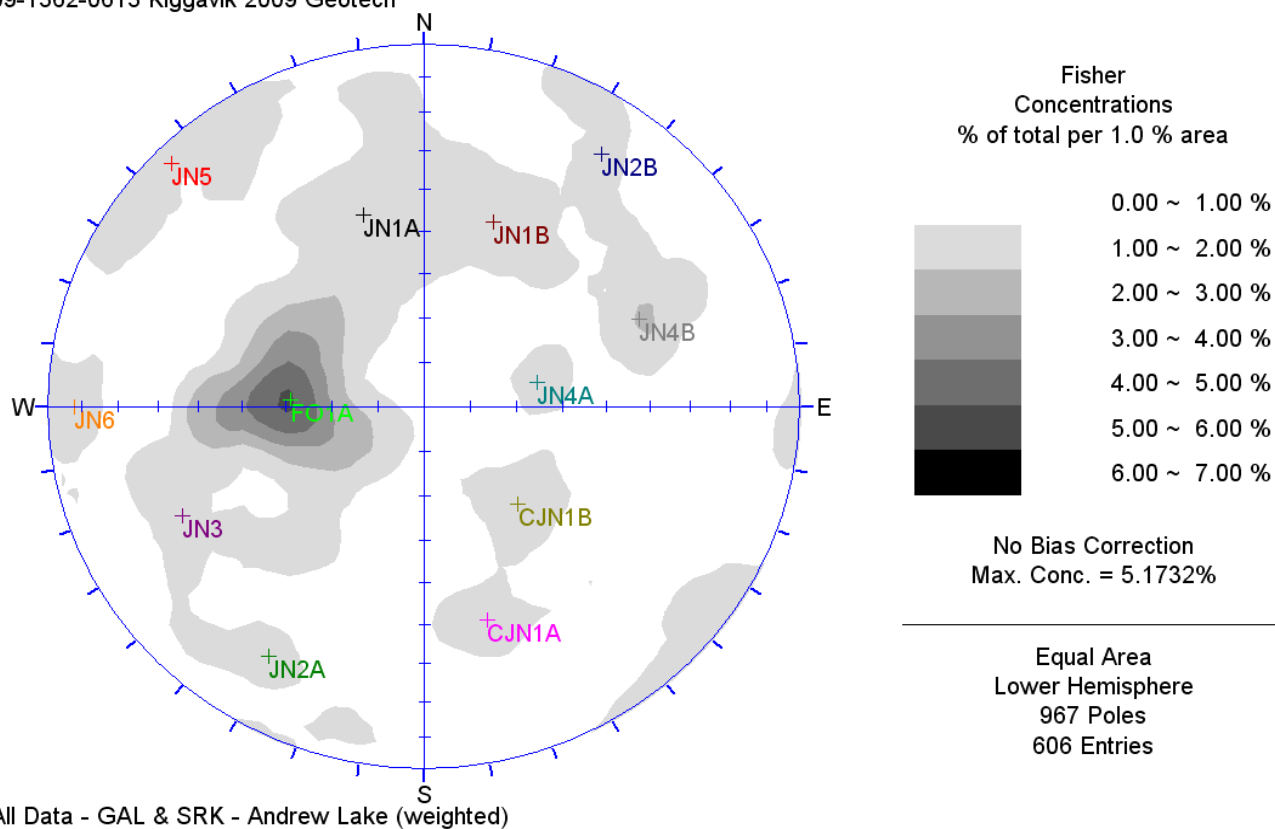 Kiggavik 2009 Geotech
N
Fisher
Concentrations
% of total per 1.0 % area
0.00 ~ 1.00 %
1.00 ~ 2.00 %
2.00 ~ 3.00 %
3.00 ~ 4.00 %
4.00 ~ 5.00 %
5.00 ~ 6.00 %
6.00 ~ 7.00 %
No Bias Correction
Max. Conc. = 5.1732%
Equal Area
Lower Hemisphere
967 Poles
606 Entries
JN2B
JN5
JN1A
JN1B
JN4B
JN4A
W
E
FO1A
JN6
CJN1B
JN3
CJN1A
JN2A
S
All Data - GAL & SRK - Andrew Lake (weighted)